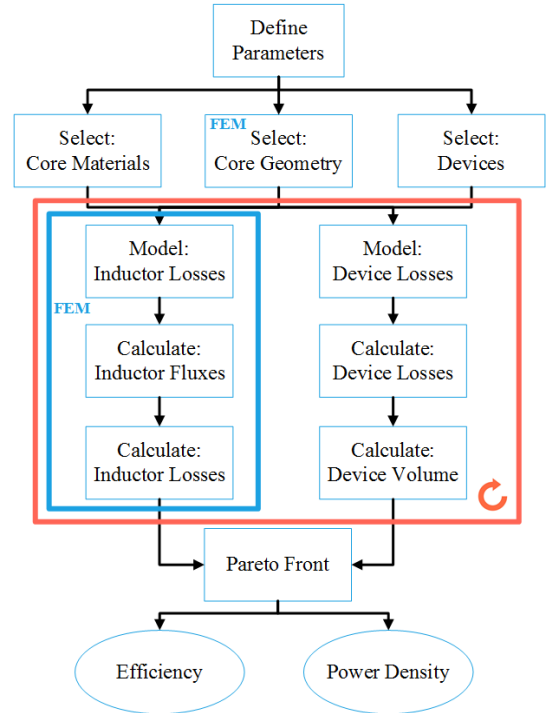 Define
Parameters
Select:
Core Materials
FEM
Select:
Core Geometry
Select:
Devices
Model:
Inductor Losses
Model:
Device Losses
FEM
Calculate:
Inductor Fluxes
Calculate:
Device Losses
Calculate:
Inductor Losses
Calculate:
Device Volume
Pareto Front
Efficiency
Power Density